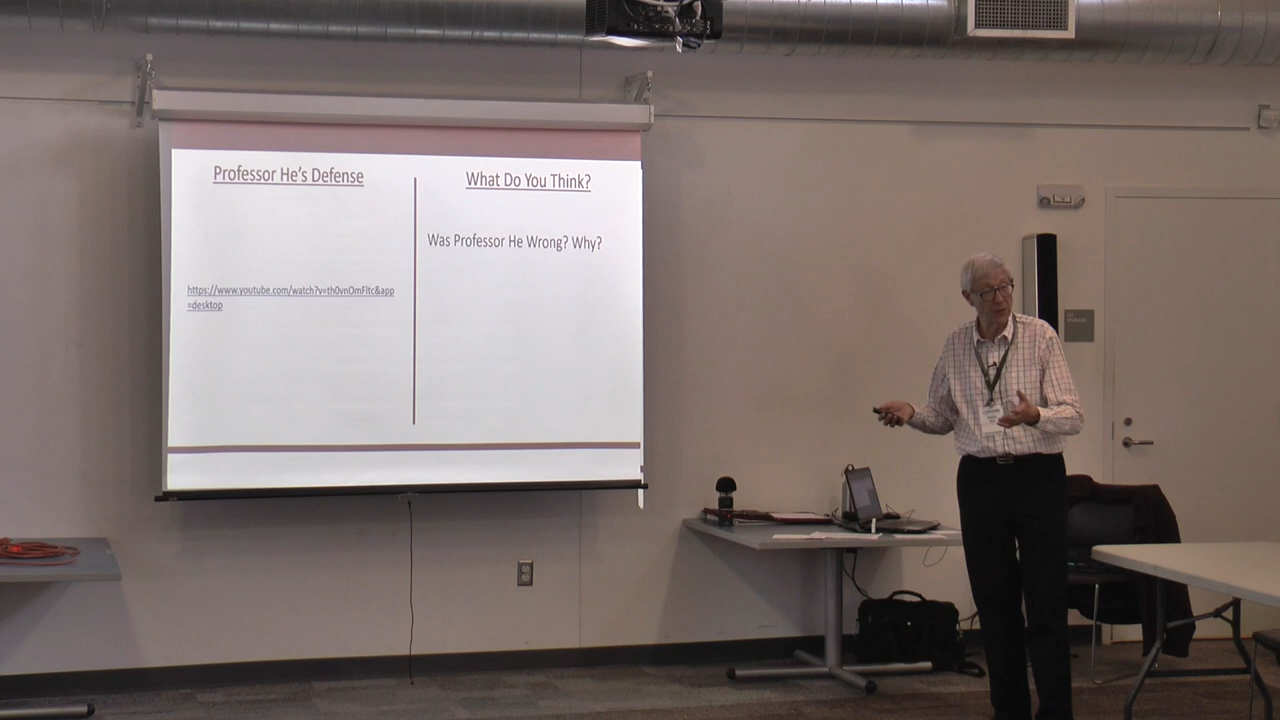 Professor He's Defense
https://www.youtube.com/watch?v=th0vnOmFltc&app
=desktop
What Do You Think?
Was Professor He Wrong? Why?